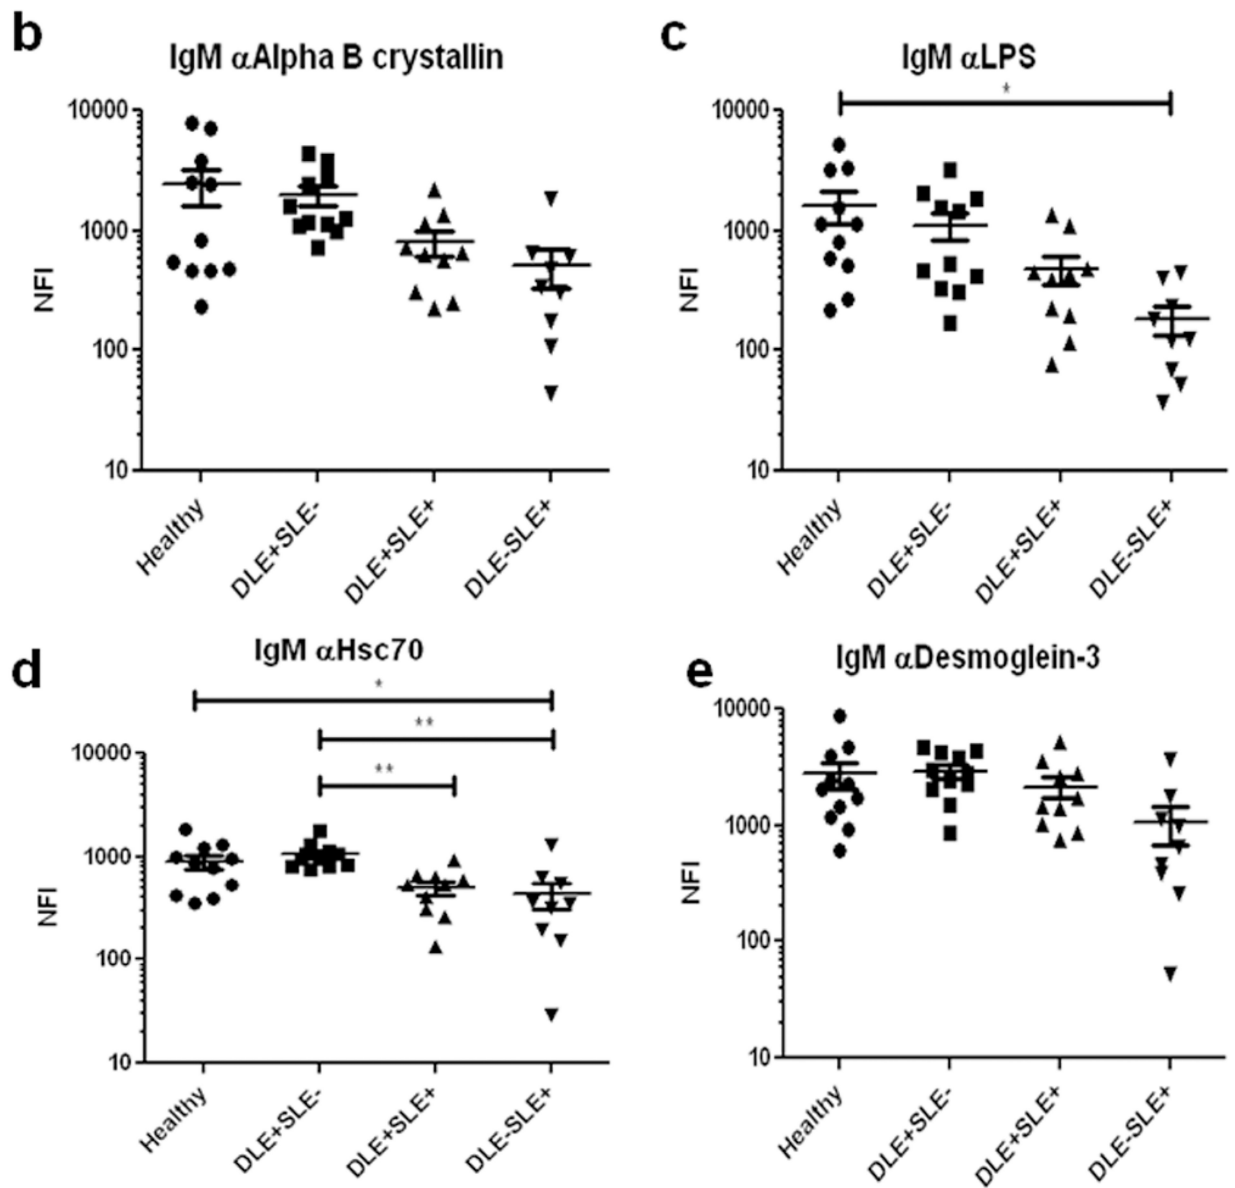 b
IgM αAlpha B crystallin
10000
1000
100
10
NFI
Healthy
DLE+SLE-
DLE+SLE+
DLE-SLE+
c
IgM αLPS
*
10000
1000
100
10
NFI
Healthy
DLE+SLE-
DLE+SLE+
DLE-SLE+
d
IgM αHsc70
*
**
**
10000
1000
100
10
NFI
Healthy
DLE+SLE-
DLE+SLE+
DLE-SLE+
e
IgM αDesmoglein-3
10000
1000
100
10
NFI
Healthy
DLE+SLE-
DLE+SLE+
DLE-SLE+